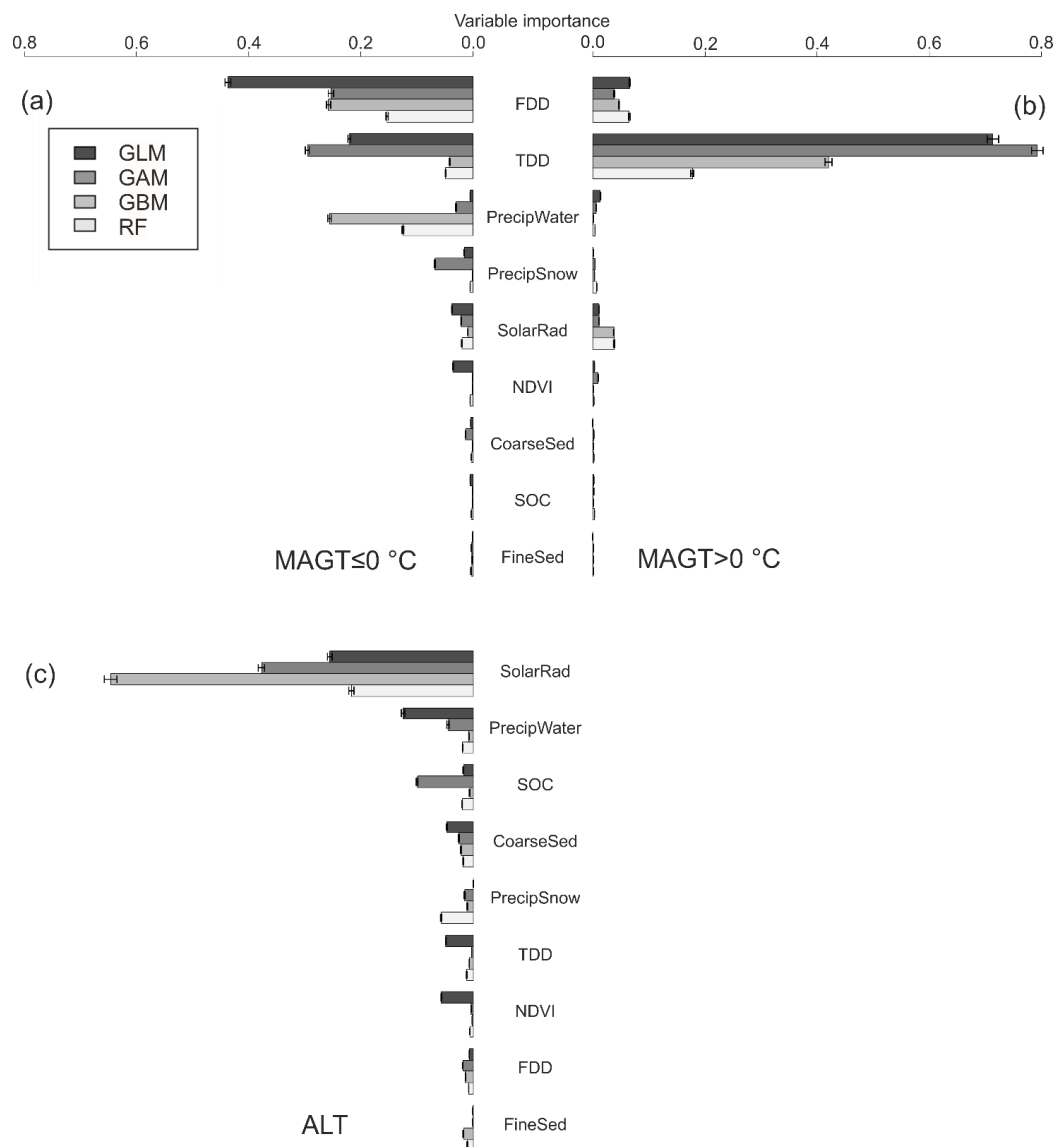 Variable importance
0.8 0.6 0.4 0.2 0.0 0.0 0.2 0.4 0.6 0.8
(a) (b)
GLM
GAM
GBM
RF
FDD
TDD
PrecipWater
PrecipSnow
SolarRad
NDVI
CoarseSed
SOC
MAGT≤0 °C FineSed MAGT>0 °C
(c)
SolarRad
PrecipWater
SOC
CoarseSed
PrecipSnow
TDD
NDVI
FDD
ALT FineSed